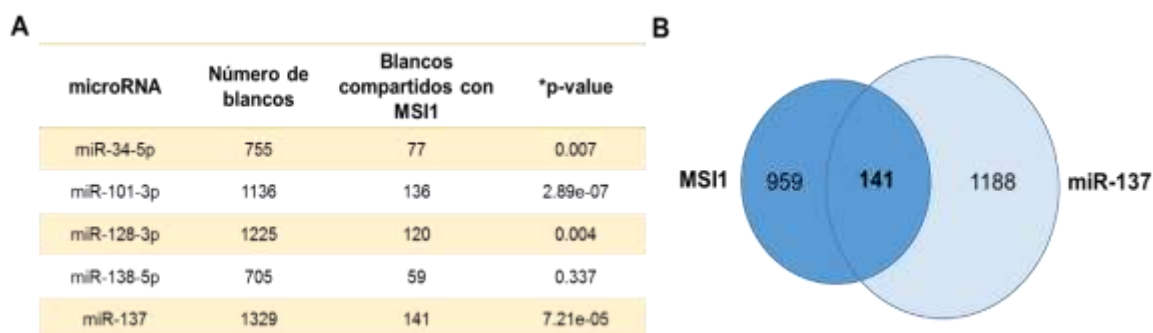 A
microRNA Número de blancos Blancos compartidos con MSI1 *p-value
miR-34-5p 755 77 0.007
miR-101-3p 1136 136 2.89e-07
miR-128-3p 1225 120 0.004
miR-138-5p 705 59 0.337
miR-137 1329 141 7.21e-05
B
MSI1 959 141 1188 miR-137